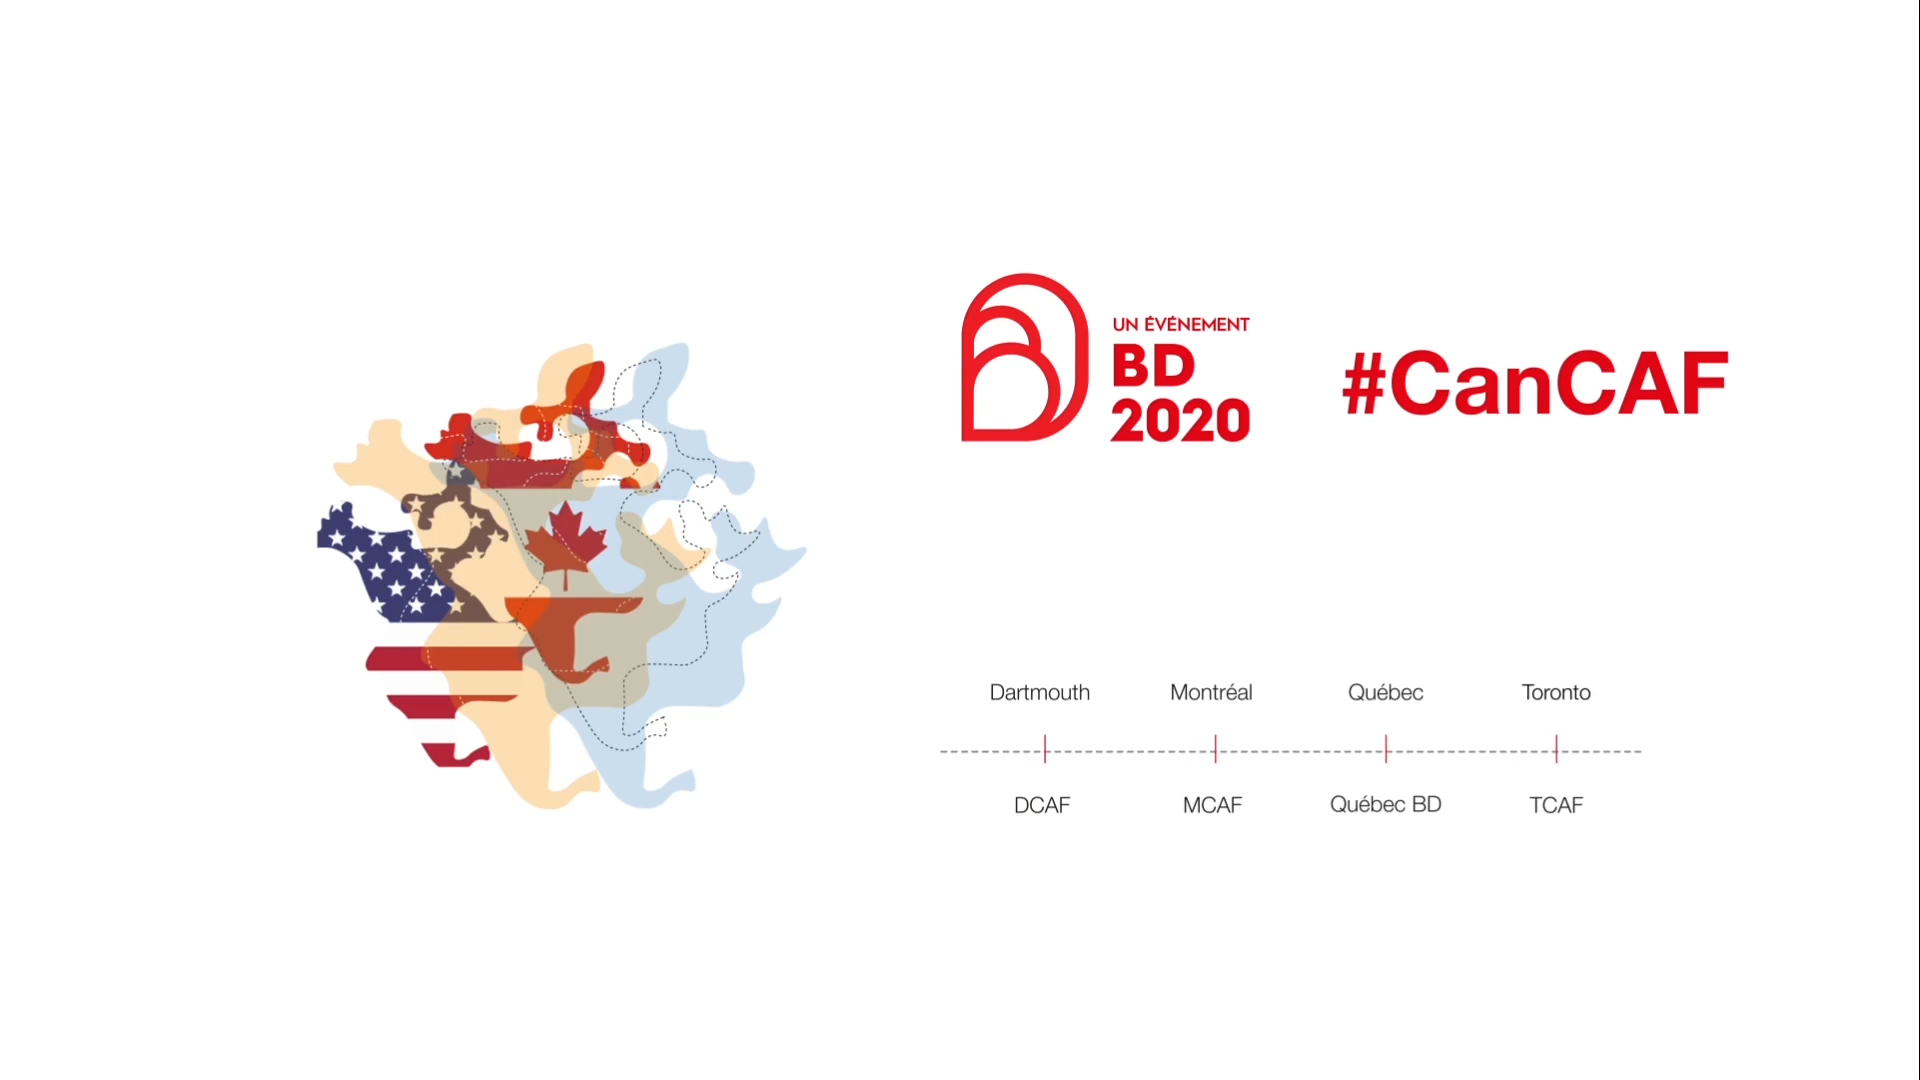 UN ÉVÉNEMENT
BD
2020
#CanCAF
Dartmouth Montréal Québec Toronto
DCAF MCAF Québec BD TCAF